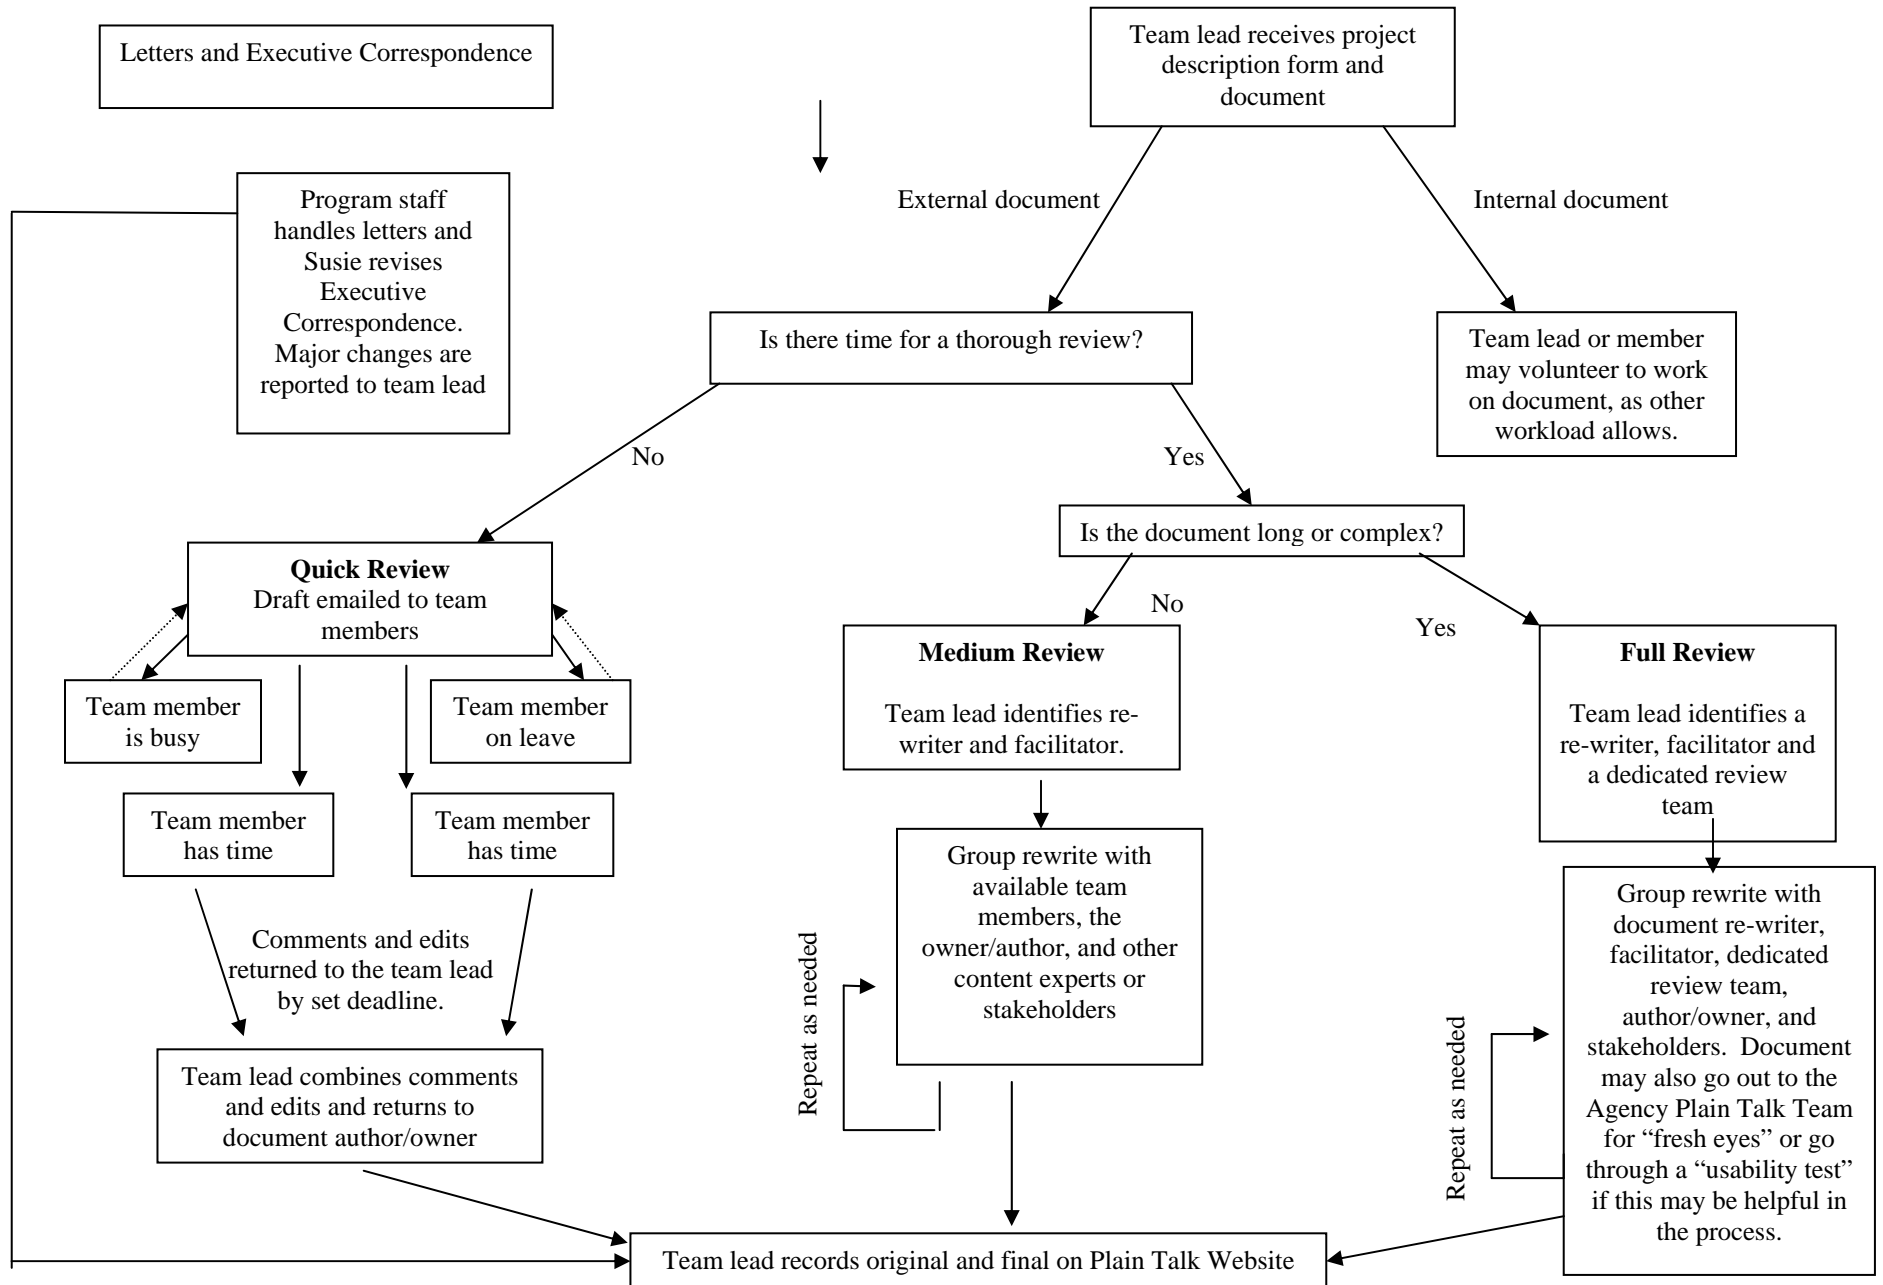 Letters and Executive Correspondence
Team lead receives project
description form and
document
Program staff
handles letters and
Susie revises
Executive
Correspondence.
Major changes are
reported to team lead
External document
Internal document
Is there time for a thorough review?
Team lead or member
may volunteer to work
on document, as other
workload allows.
No
Yes
Is the document long or complex?
Quick Review
Draft emailed to team
members
No
Yes
Medium Review
Team lead identifies re-
writer and facilitator.
Full Review
Team lead identifies a
re-writer, facilitator and
a dedicated review
team
Team member
is busy
Team member
on leave
Team member
has time
Team member
has time
Comments and edits
returned to the team lead
by set deadline.
Team lead combines comments
and edits and returns to
document author/owner
Repeat as needed
Group rewrite with
available team
members, the
owner/author, and other
content experts or
stakeholders
Repeat as needed
Group rewrite with
document re-writer,
facilitator, dedicated
review team,
author/owner, and
stakeholders.  Document
may also go out to the
Agency Plain Talk Team
for “fresh eyes” or go
through a “usability test”
if this may be helpful in
the process.
Team lead records original and final on Plain Talk Website